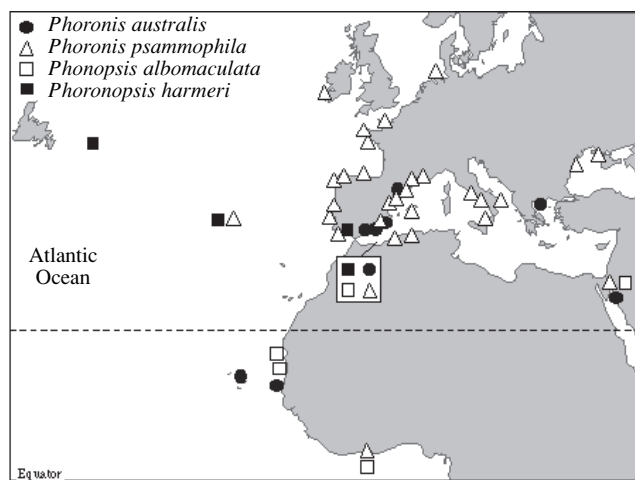 Phoronis australis
Phoronis psammophila
Phonopsis albomaculata
Phoronopsis harmeri
Atlantic
Ocean
Equator